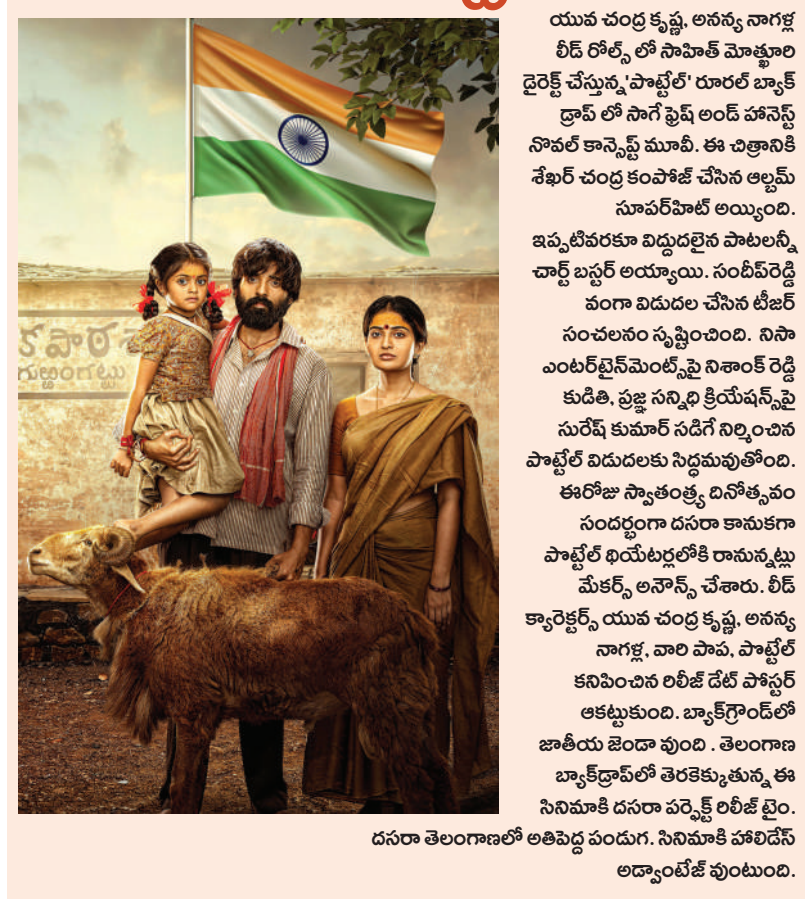 యువ చంద్ర కృష్ణ, అనన్య నాగళ్ల
లీడ్ రోల్స్ లో సాహిత్ మోత్ఖూరి
డైరెక్ట్ చేస్తున్న'పొట్టేల్' రూరల్ బ్యాక్
డ్రాప్ లో సాగే ఫ్రెష్ అండ్ హానెస్ట్
నొవల్ కాన్సెప్ట్ మూవీ. ఈ చిత్రానికి
శేఖర్ చంద్ర కంపోజ్ చేసిన ఆల్బమ్
సూపర్‌హిట్ అయ్యింది.
ఇప్పటివరకూ విడ్దుదలైన పాటలన్నీ
చార్ట్ బస్టర్ అయ్యాయి. సందీప్‌రెడ్డి
వంగా విడుదల చేసిన టీజర్
సంచలనం సృష్టించింది. నిసా
ఎంటర్‌టైన్‌మెంట్స్‌పై నిశాంక్ రెడ్డి
కుడితి, ప్రజ్ఞ సన్నిధి క్రియేషన్స్‌పై
సురేష్ కుమార్ సడిగే నిర్మించిన
పొట్టేల్ విడుదలకు సిద్ధమవుతోంది.
ఈరోజు స్వాతంత్ర్య దినోత్సవం
సందర్భంగా దసరా కానుకగా
పొట్టేల్ థియేటర్లలోకి రానున్నట్లు
మేకర్స్ అనౌన్స్ చేశారు. లీడ్
క్యారెక్టర్స్ యువ చంద్ర కృష్ణ, అనన్య
నాగళ్ల, వారి పాప, పొట్టేల్
కనిపించిన రిలీజ్ డేట్ పోస్టర్
ఆకట్టుకుంది. బ్యాక్‌గ్రౌండ్‌లో
జాతీయ జెండా వుంది . తెలంగాణ
బ్యాక్‌డ్రాప్‌లో తెరకెక్కుతున్న ఈ
సినిమాకి దసరా పర్ఫెక్ట్ రిలీజ్ టైం.
దసరా తెలంగాణలో అతిపెద్ద పండుగ. సినిమాకి హాలిడేస్
అడ్వాంటేజ్ వుంటుంది.
గుఱ్ఱంగట్టు